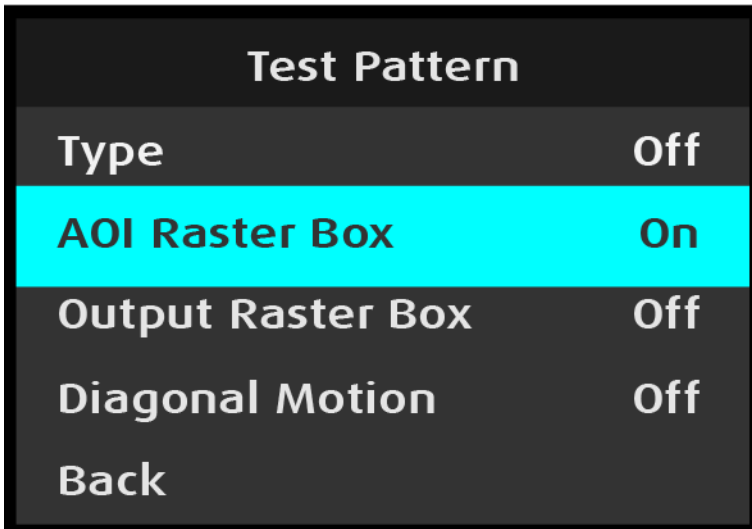 Test Pattern
Type Off
AOI Raster Box On
Output Raster Box Off
Diagonal Motion Off
Back